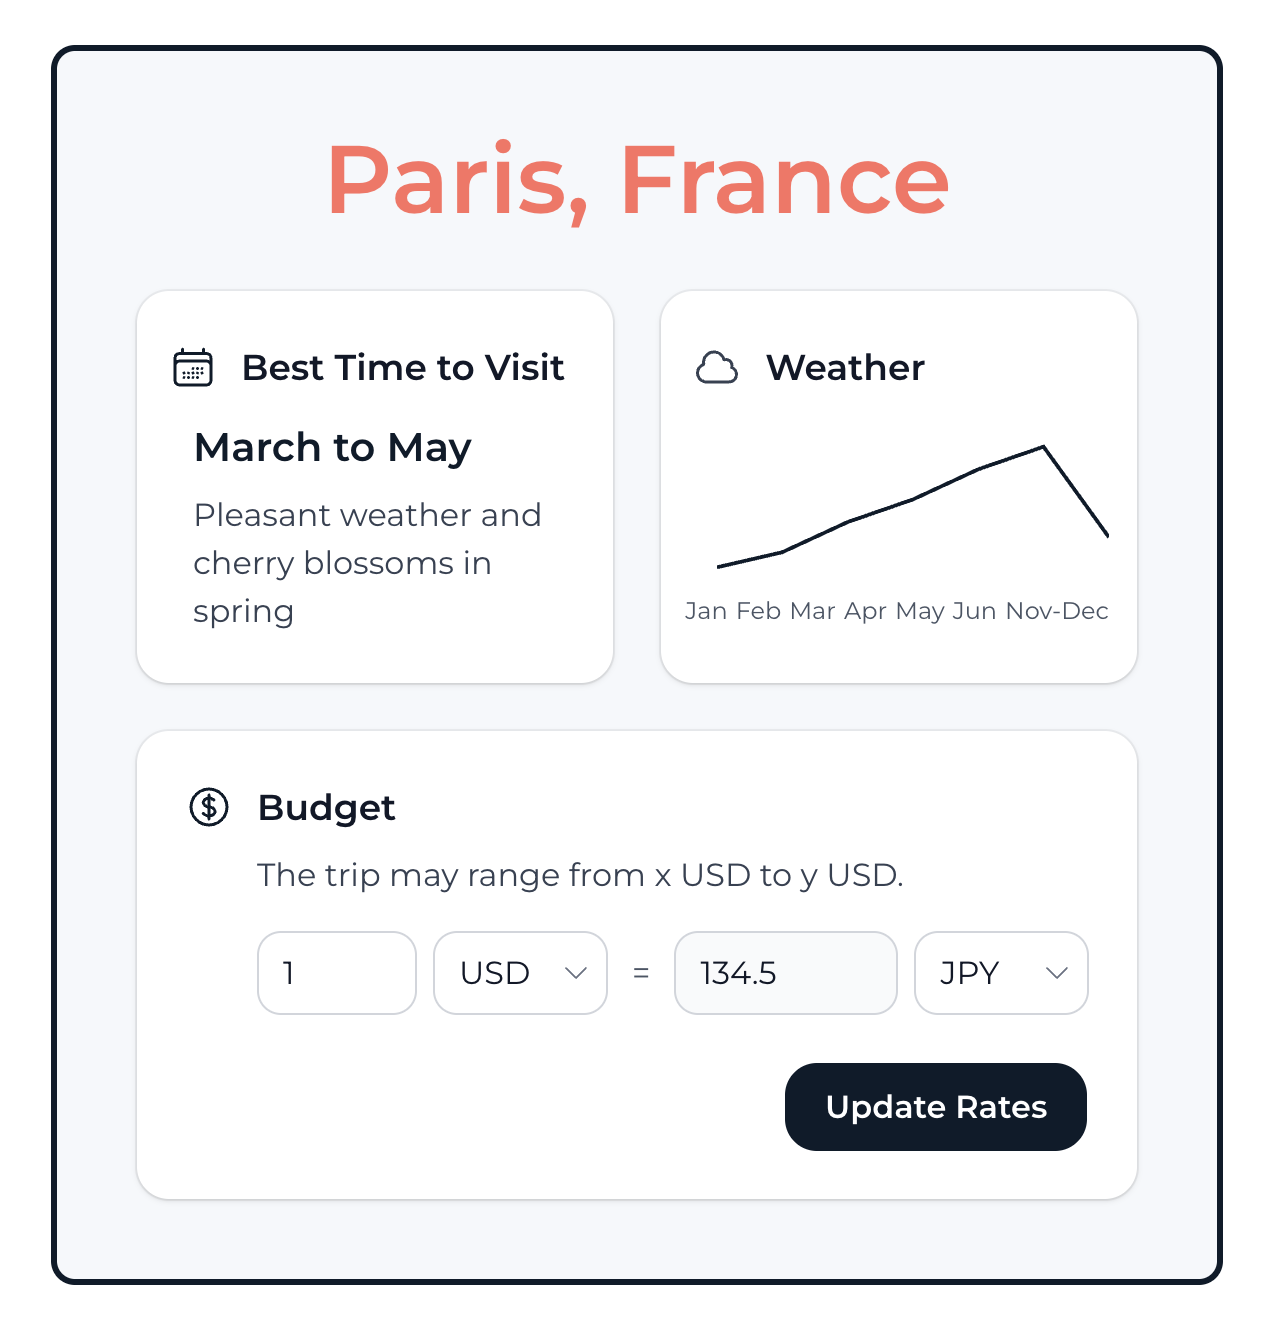 Paris, France
Best Time to Visit
March to May
Pleasant weather and
cherry blossoms in
spring
Weather
Jan Feb Mar Apr May Jun Nov-Dec
Budget
The trip may range from x USD to y USD.
1 USD = 134.5 JPY
Update Rates